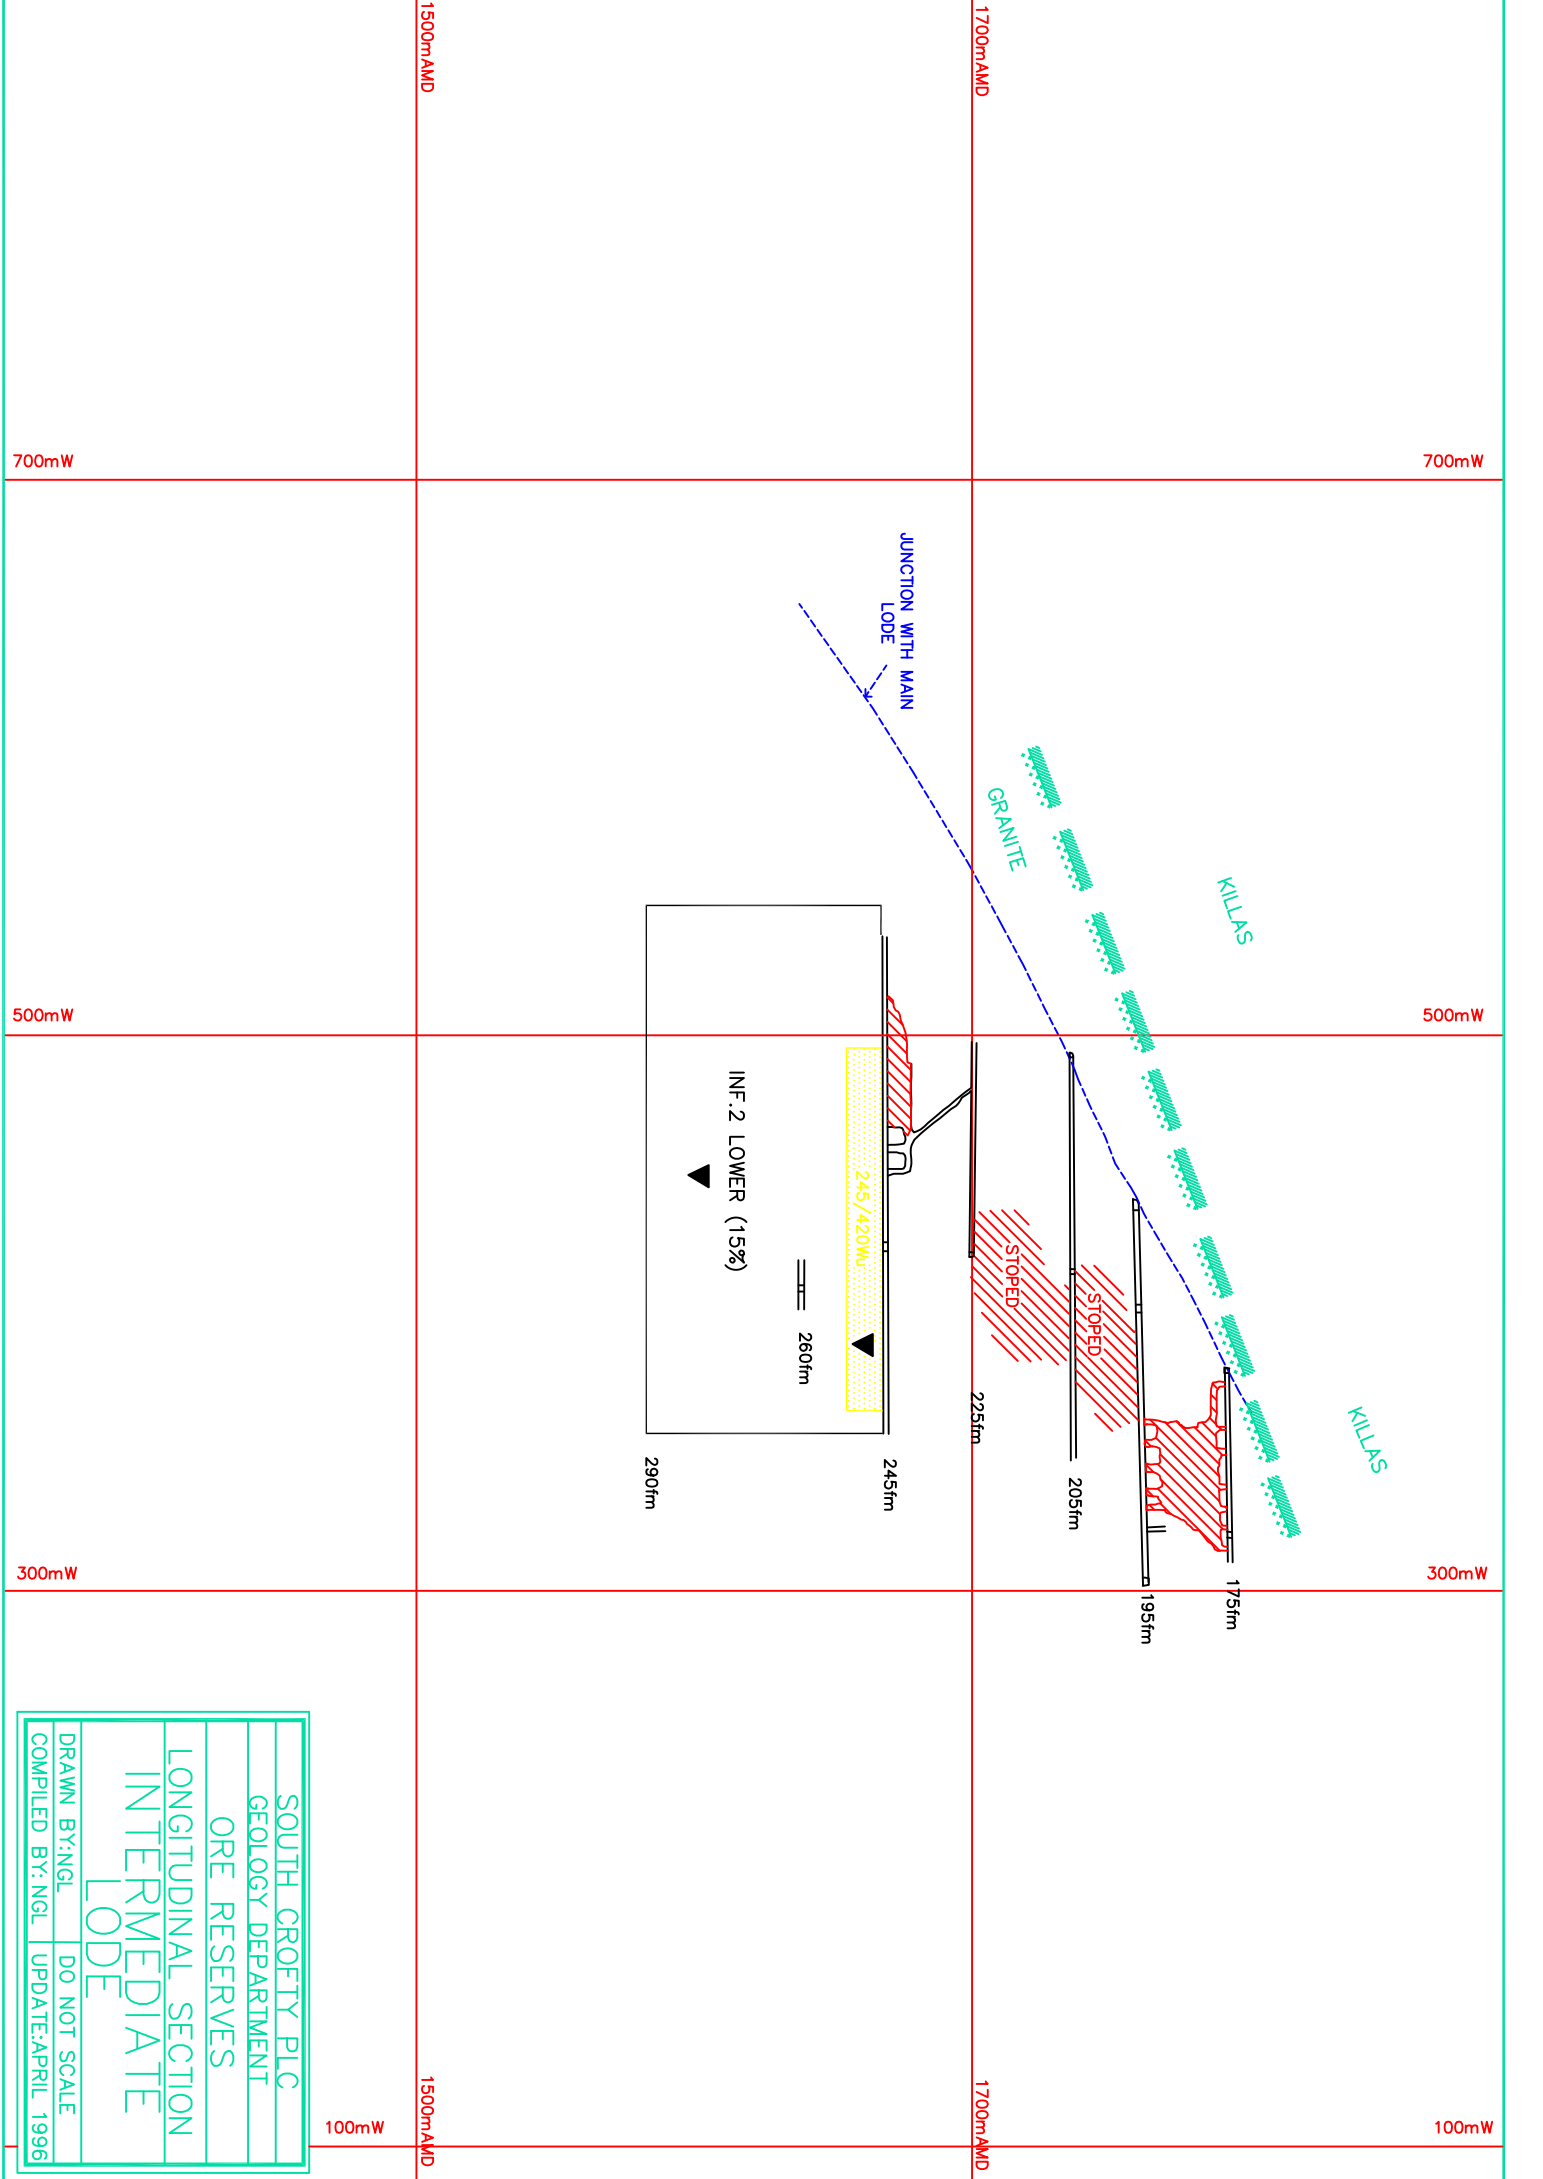 1500mAMD
1700mAMD
700mW
700mW
JUNCTION WITH MAIN
LODE
GRANITE
KILLAS
500mW
500mW
STOPED
STOPED
INF.2 LOWER (15%)
245/420Wu
260fm
KILLAS
175fm
195fm
205fm
225fm
245fm
290fm
300mW
300mW
SOUTH CROFTY PLC
GEOLOGY DEPARTMENT
ORE RESERVES
LONGITUDINAL SECTION
INTERMEDIATE
LODE
DRAWN BY:NGL
DO NOT SCALE
COMPILED BY: NGL
UPDATE:APRIL 1996
1500mAMD
1700mAMD
100mW
100mW